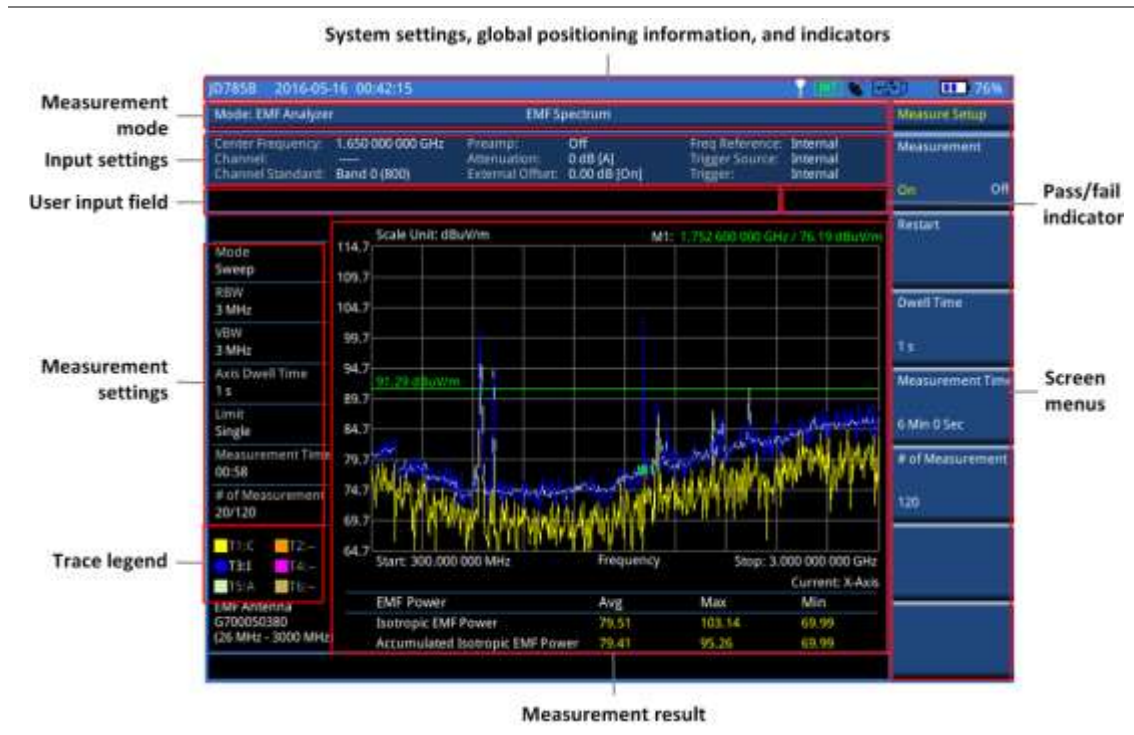 System settings, global positioning information, and indicators
JD785B 2016-05-16 00:42:15
76%
Measurement mode
Mode: EMF Analyzer
EMF Spectrum
Measure Setup
Input settings
Center Frequency: 1.650 000 000 GHz Preamp: Off Freq Reference: Internal
Channel: ---- Attenuation: 0 dB [A] Trigger Source: Internal
Channel Standard: Band 0 (800) External Offset: 0.00 dB [On] Trigger: Internal
Measurement
On Off
User input field
Pass/fail indicator
Restart
Dwell Time
1 s
Measurement Time
6 Min 0 Sec
# of Measurement
120
Screen menus
Measurement settings
Mode
Sweep
RBW
3 MHz
VBW
3 MHz
Axis Dwell Time
1 s
Limit
Single
Measurement Time
00:58
# of Measurement
20/120
Scale Unit: dBuV/m
M1: 1.752 600 000 GHz / 76.19 dBuV/m
114.7
109.7
104.7
99.7
94.7
91.29 dBuV/m
89.7
84.7
79.7
74.7
69.7
64.7
Start: 300.000 000 MHz Frequency Stop: 3.000 000 000 GHz
Current: X-Axis
Trace legend
T1:C T2:--
T3:I T4:--
T5:A T6:--
EMF Antenna
G700050380
(26 MHz - 3000 MHz
EMF Power Avg Max Min
Isotropic EMF Power 79.51 103.14 69.99
Accumulated Isotropic EMF Power 79.41 95.26 69.99
Measurement result